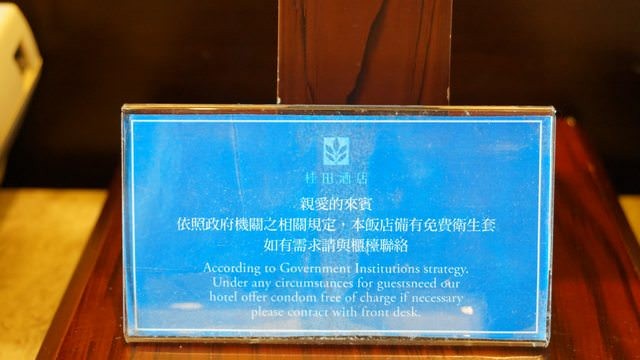 桂田酒店
親愛的來賓
依照政府機關之相關規定，本飯店備有免費衛生套
如有需求請與櫃檯聯絡
According to Government Institutions strategy.
Under any circumstances for guestsneed our
hotel offer condom free of charge if necessary
please contact with front desk.